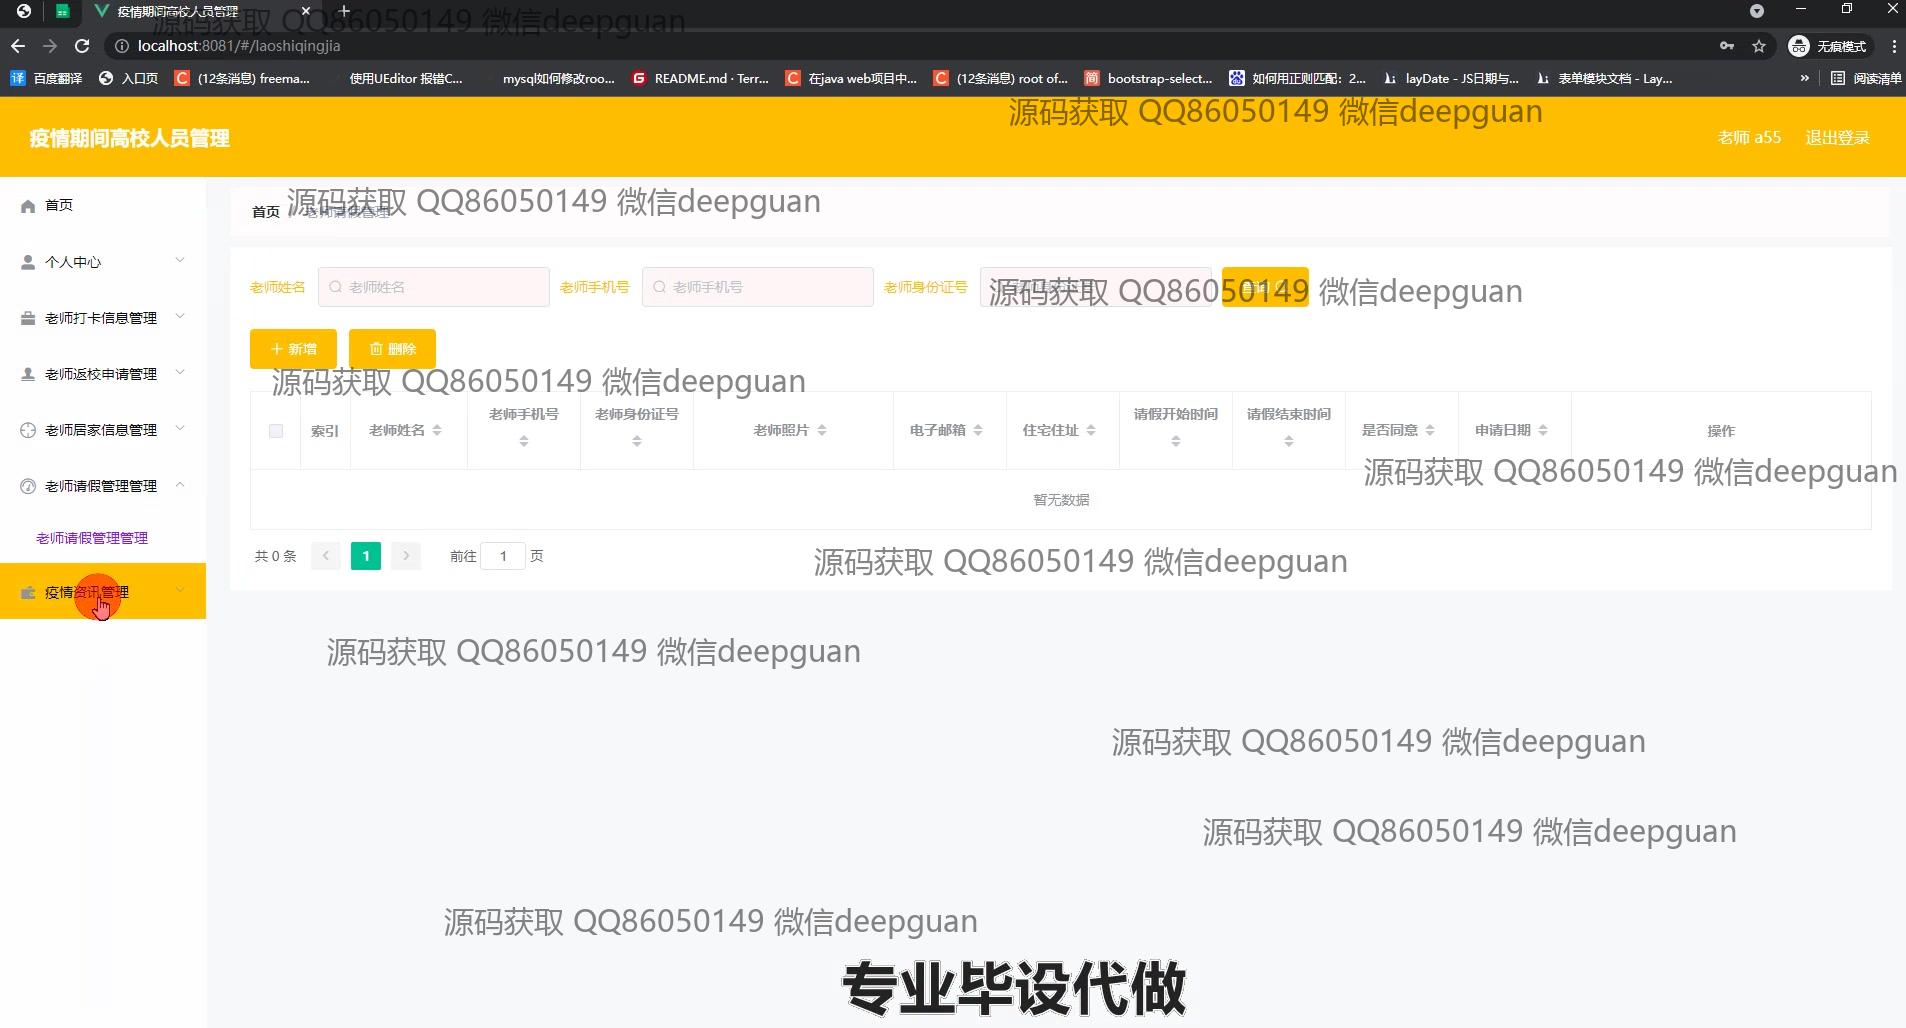 疫情期间高校人员管理
源码获取 QQ86050149 微信deepguan
localhost:8081/#/laoshiqingjia
无痕模式
百度翻译
入口页
(12条消息) freema...
使用UEditor 报错C...
mysql如何修改roo...
README.md · Terr...
在java web项目中...
(12条消息) root of...
bootstrap-select...
如何用正则匹配：2...
layDate - JS日期与...
表单模块文档 - Lay...
»
阅读清单
源码获取 QQ86050149 微信deepguan
疫情期间高校人员管理
老师 a55
退出登录
首页
个人中心
老师打卡信息管理
老师返校申请管理
老师居家信息管理
老师请假管理管理
老师请假管理管理
疫情资讯管理
首页
老师请假管理
源码获取 QQ86050149 微信deepguan
老师姓名
老师姓名
老师手机号
老师手机号
老师身份证号
源码获取 QQ86050149 微信deepguan
新增
删除
源码获取 QQ86050149 微信deepguan
索引
老师姓名
老师手机号
老师身份证号
老师照片
电子邮箱
住宅住址
请假开始时间
请假结束时间
是否同意
申请日期
操作
源码获取 QQ86050149 微信deepguan
暂无数据
共 0 条
1
前往
1
页
源码获取 QQ86050149 微信deepguan
源码获取 QQ86050149 微信deepguan
源码获取 QQ86050149 微信deepguan
源码获取 QQ86050149 微信deepguan
源码获取 QQ86050149 微信deepguan
专业毕设代做